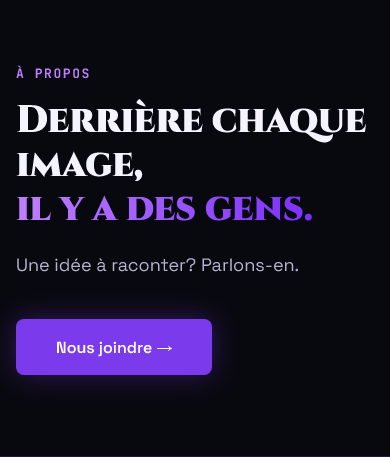 À PROPOS
Derrière chaque
image,
il y a des gens.
Une idée à raconter? Parlons-en.
Nous joindre →